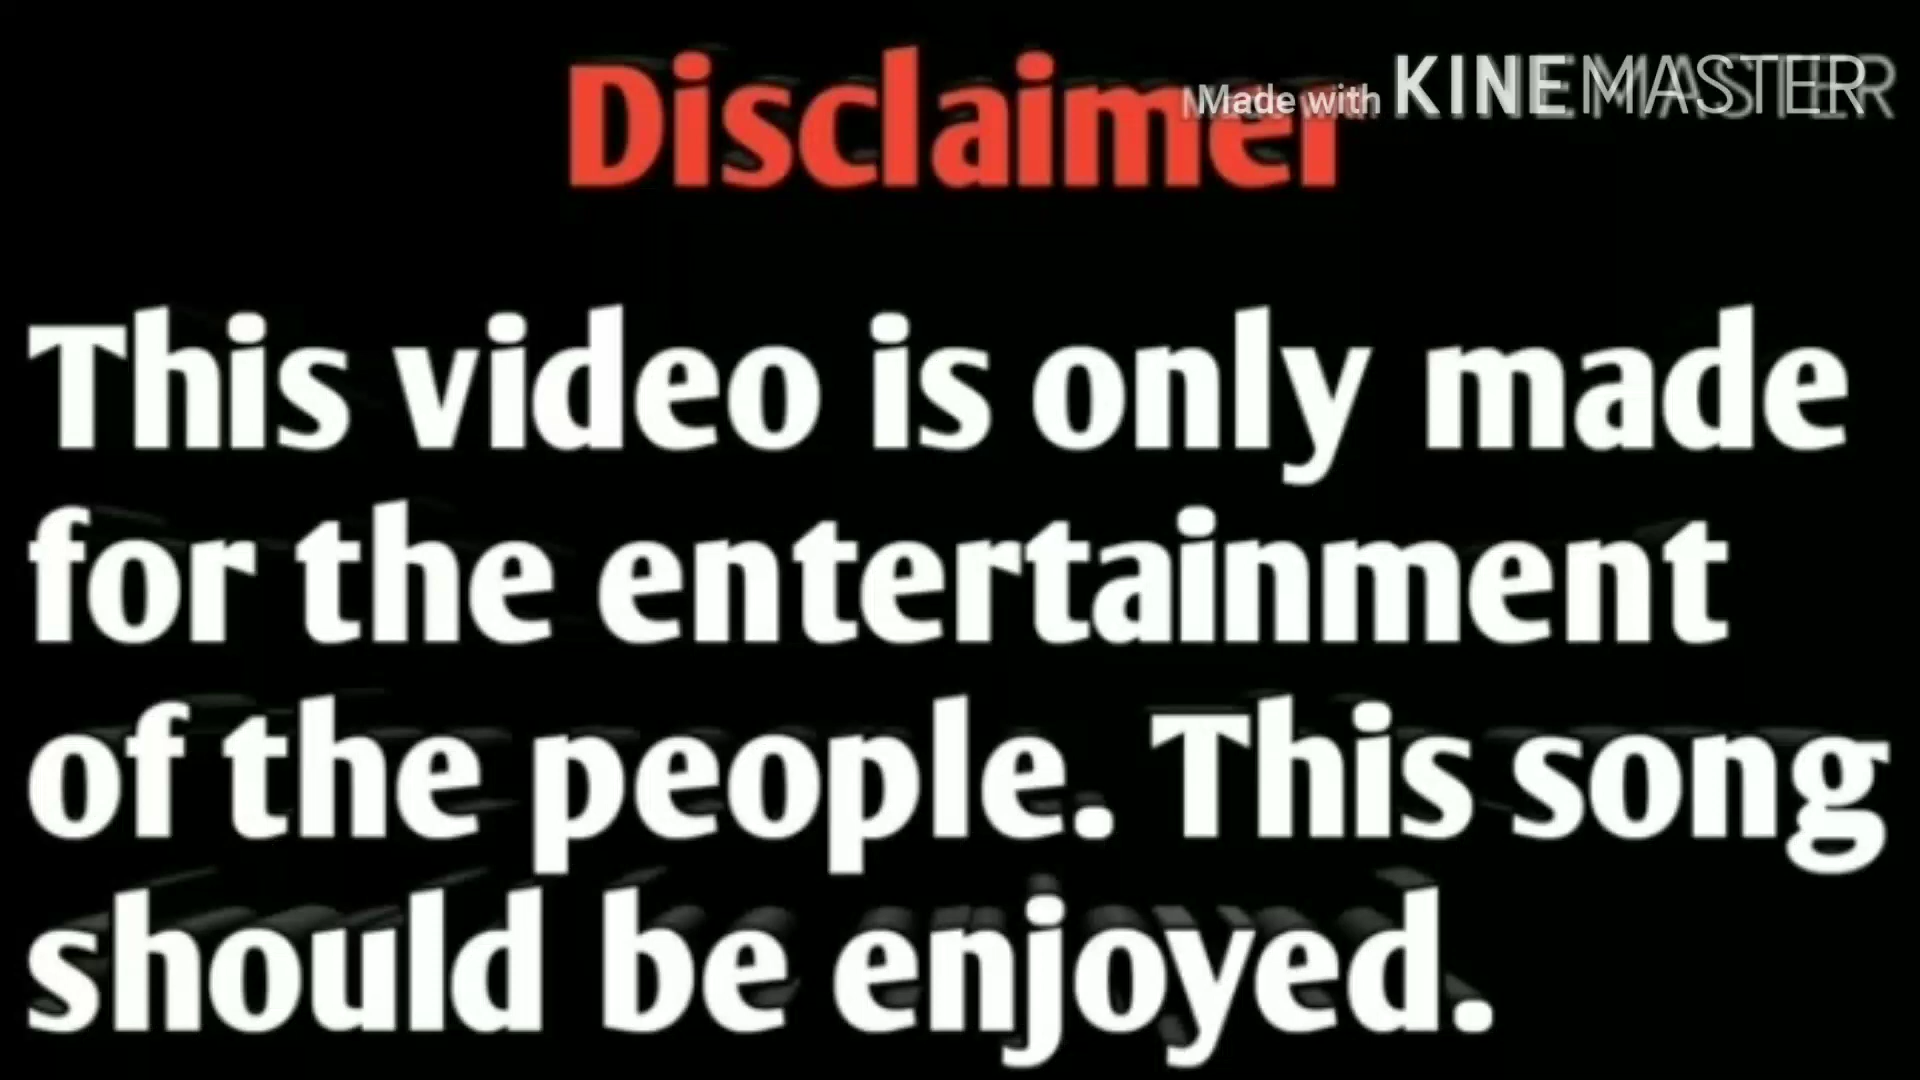 Disclaimer
Made with KINEMASTER
This video is only made
for the entertainment
of the people. This song
should be enjoyed.